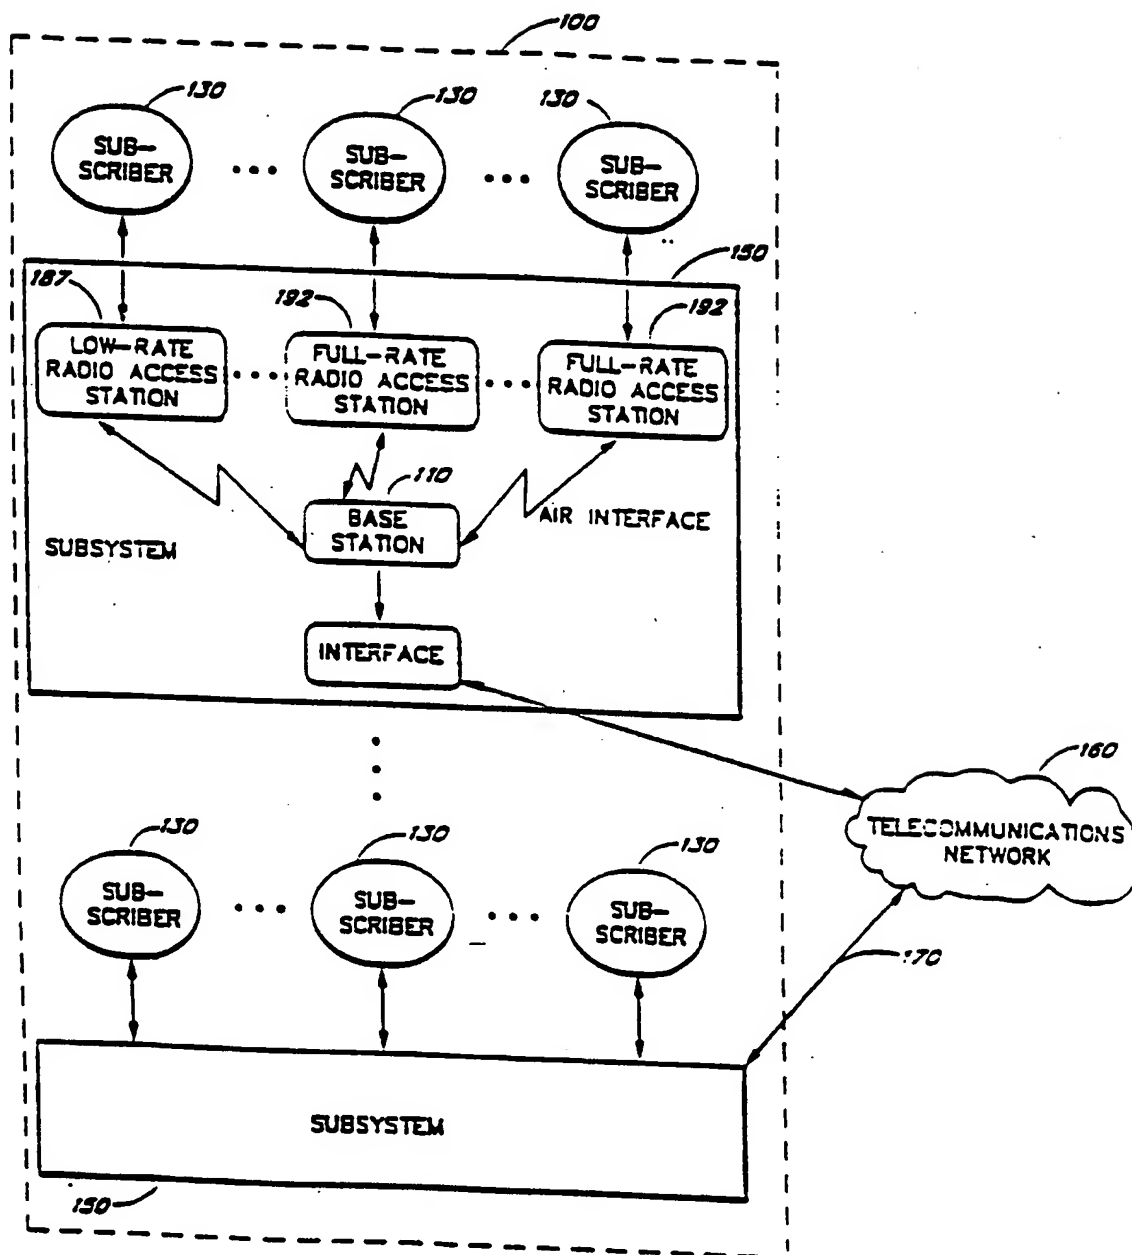 100
130
130
130
SUB-
SCRIBER
SUB-
SCRIBER
SUB-
SCRIBER
150
187
192
192
LOW-RATE
RADIO ACCESS
STATION
FULL-RATE
RADIO ACCESS
STATION
FULL-RATE
RADIO ACCESS
STATION
110
BASE
STATION
AIR INTERFACE
SUBSYSTEM
INTERFACE
160
TELECOMMUNICATIONS
NETWORK
130
130
130
SUB-
SCRIBER
SUB-
SCRIBER
SUB-
SCRIBER
170
SUBSYSTEM
150